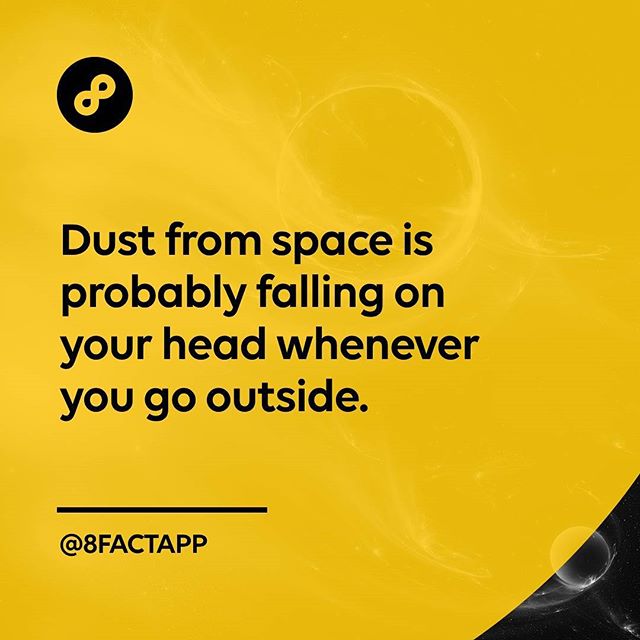 Dust from space is
probably falling on
your head whenever
you go outside.
@8FACTAPP